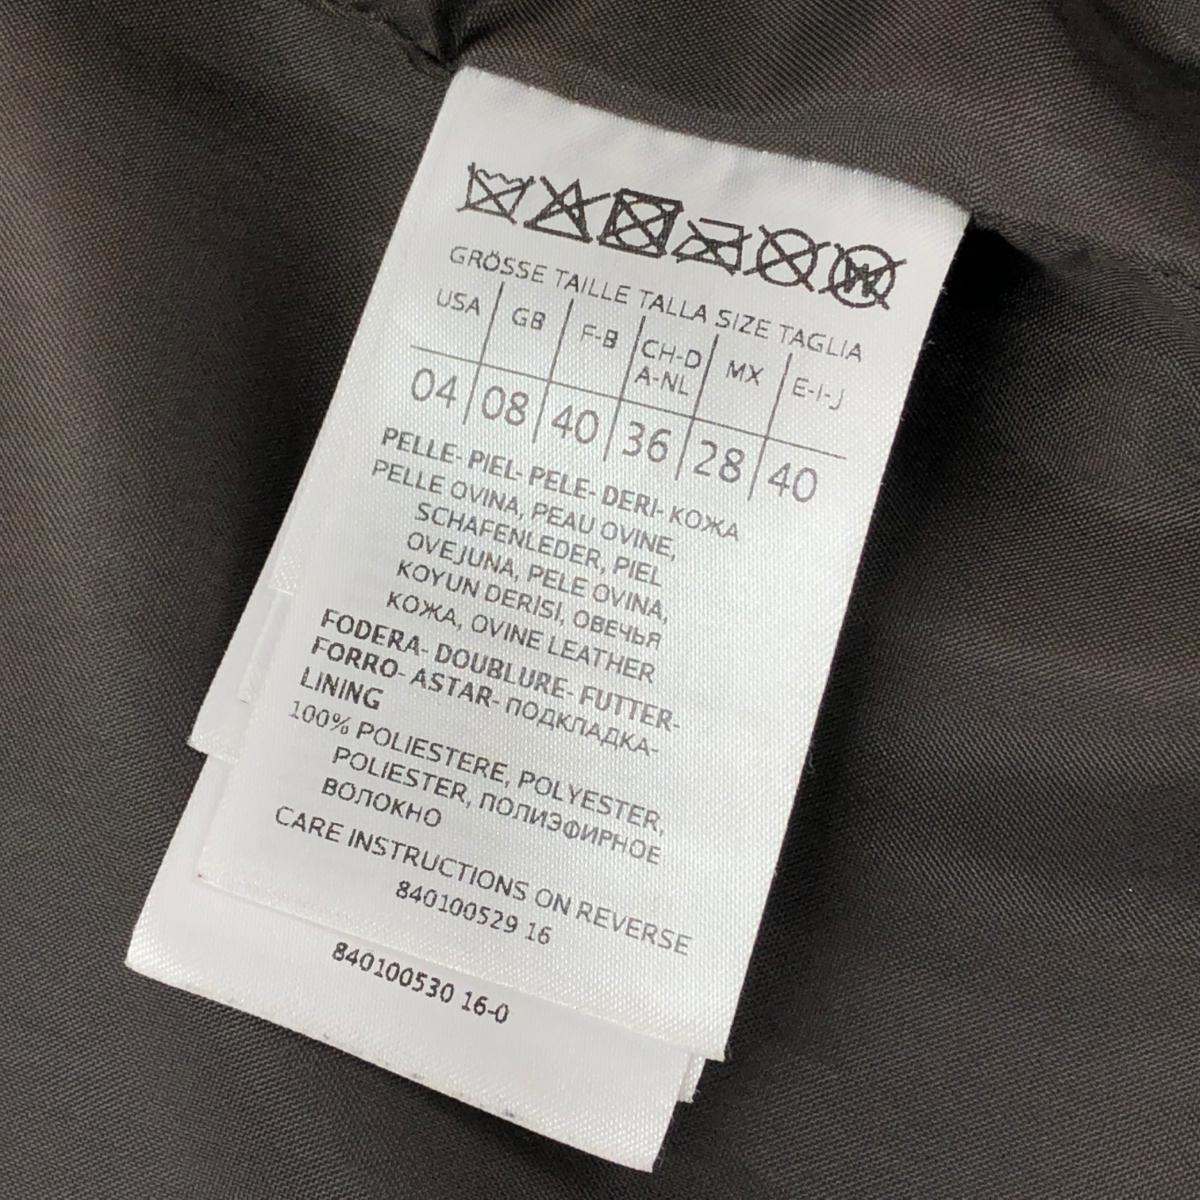 GRÖSSE TAILLE TALLA SIZE TAGLIA
USA GB F-B CH-D A-NL MX E-I-J
04 08 40 36 28 40
PELLE- PIEL- PELE- DERI- КОЖА
PELLE OVINA, PEAU OVINE,
SCHAFENLEDER, PIEL
OVEJUNA, PELE OVINA,
KOYUN DERISI, ОВЕЧЬЯ
КОЖА, OVINE LEATHER
FODERA- DOUBLURE- FUTTER-
FORRO- ASTAR- ПОДКЛАДКА-
LINING
100% POLIESTERE, POLYESTER,
POLIESTER, ПОЛИЭФИРНОЕ
ВОЛОКНО
CARE INSTRUCTIONS ON REVERSE
840100529 16
840100530 16-0